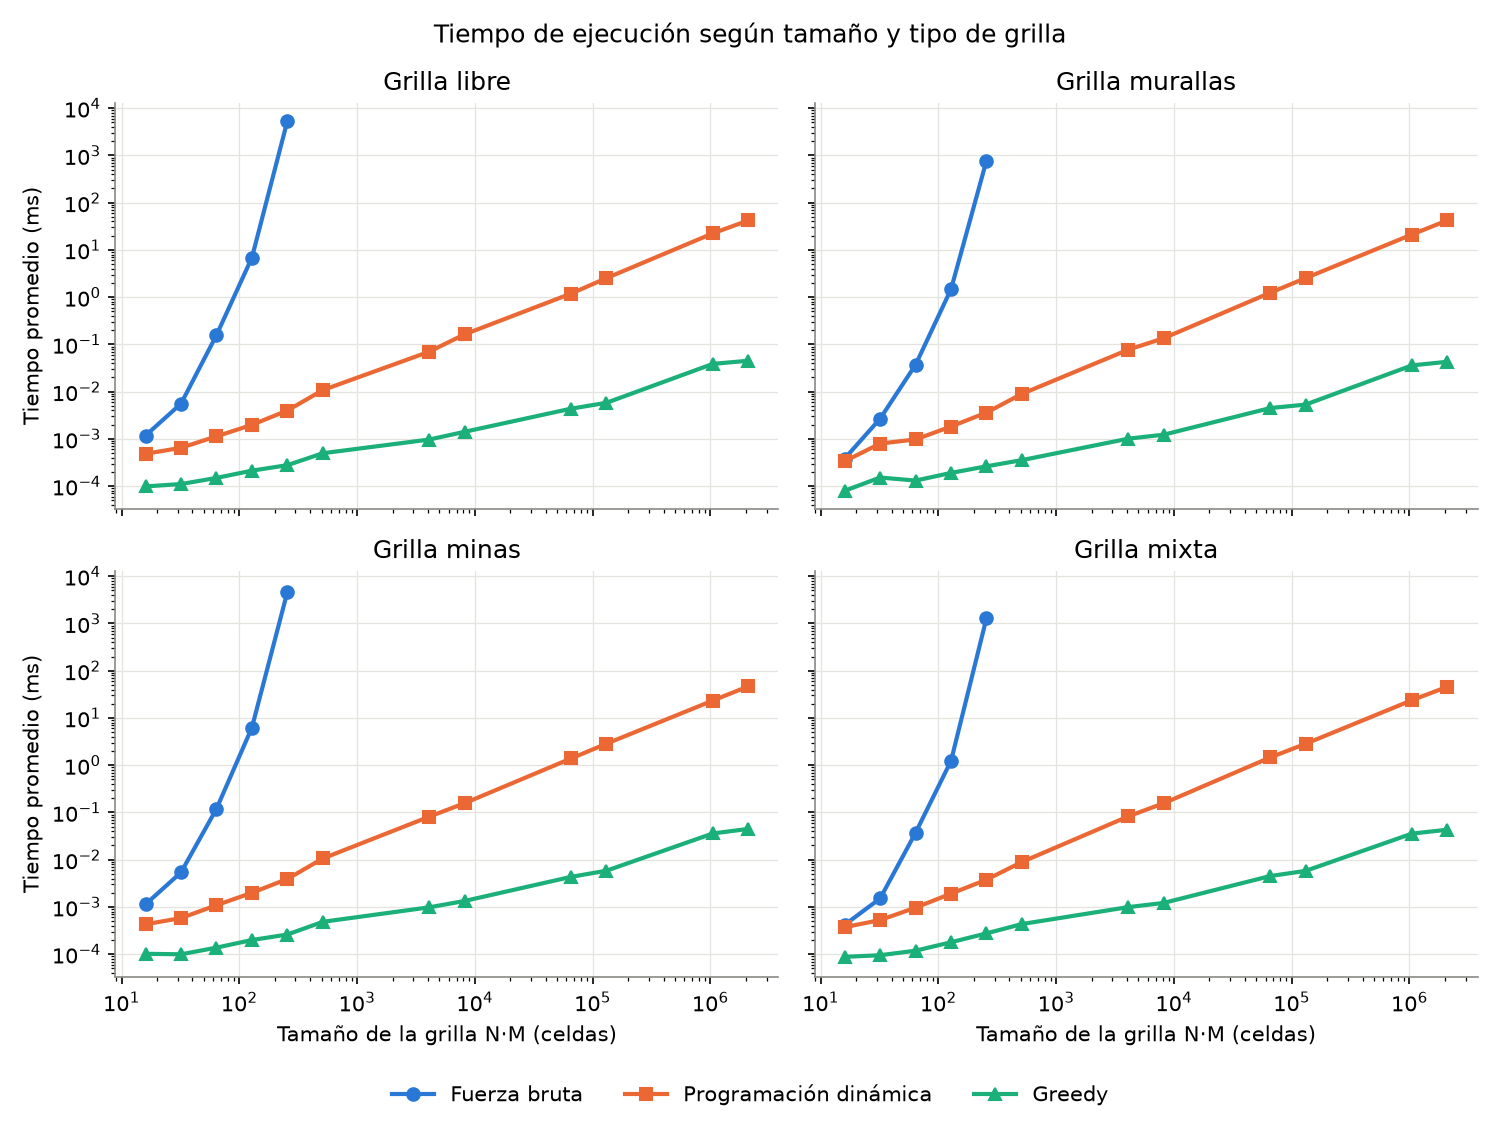 Tiempo de ejecución según tamaño y tipo de grilla
Grilla libre
Grilla murallas
Tiempo promedio (ms)
10⁴
10³
10²
10¹
10⁰
10⁻¹
10⁻²
10⁻³
10⁻⁴
Grilla minas
Grilla mixta
Tiempo promedio (ms)
10⁴
10³
10²
10¹
10⁰
10⁻¹
10⁻²
10⁻³
10⁻⁴
10¹ 10² 10³ 10⁴ 10⁵ 10⁶
10¹ 10² 10³ 10⁴ 10⁵ 10⁶
Tamaño de la grilla N·M (celdas)
Tamaño de la grilla N·M (celdas)
Fuerza bruta Programación dinámica Greedy